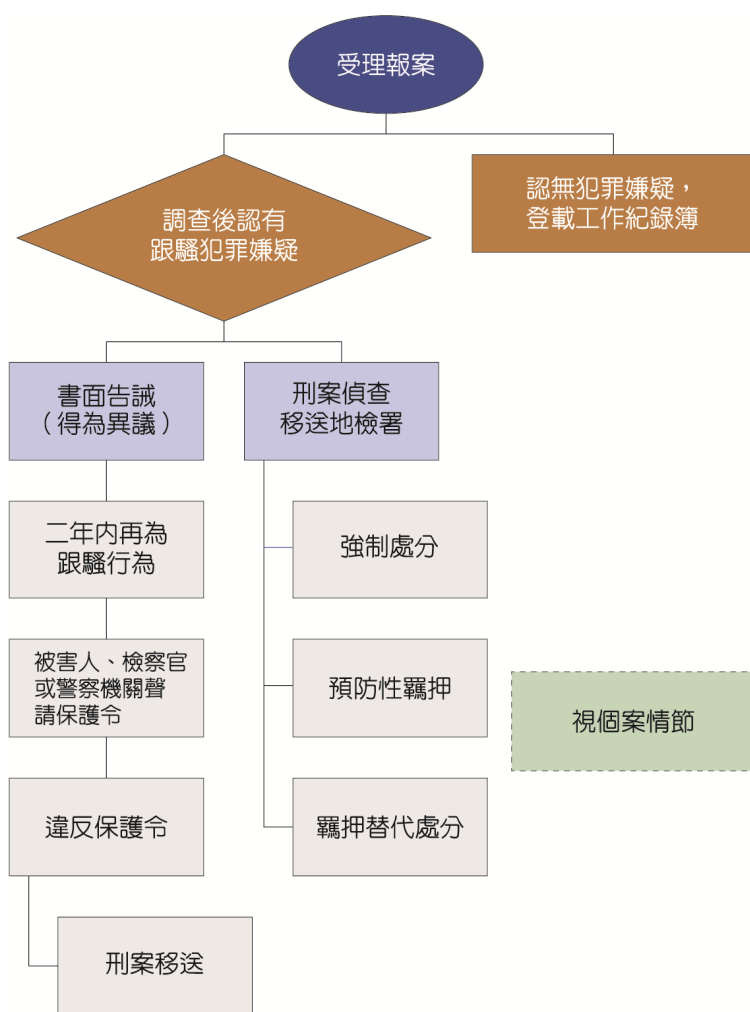 受理報案
調查後認有
跟騷犯罪嫌疑
認無犯罪嫌疑，
登載工作紀錄簿
書面告誡
（得為異議）
刑案偵查
移送地檢署
二年內再為
跟騷行為
強制處分
被害人、檢察官
或警察機關聲
請保護令
預防性羈押
視個案情節
違反保護令
羈押替代處分
刑案移送